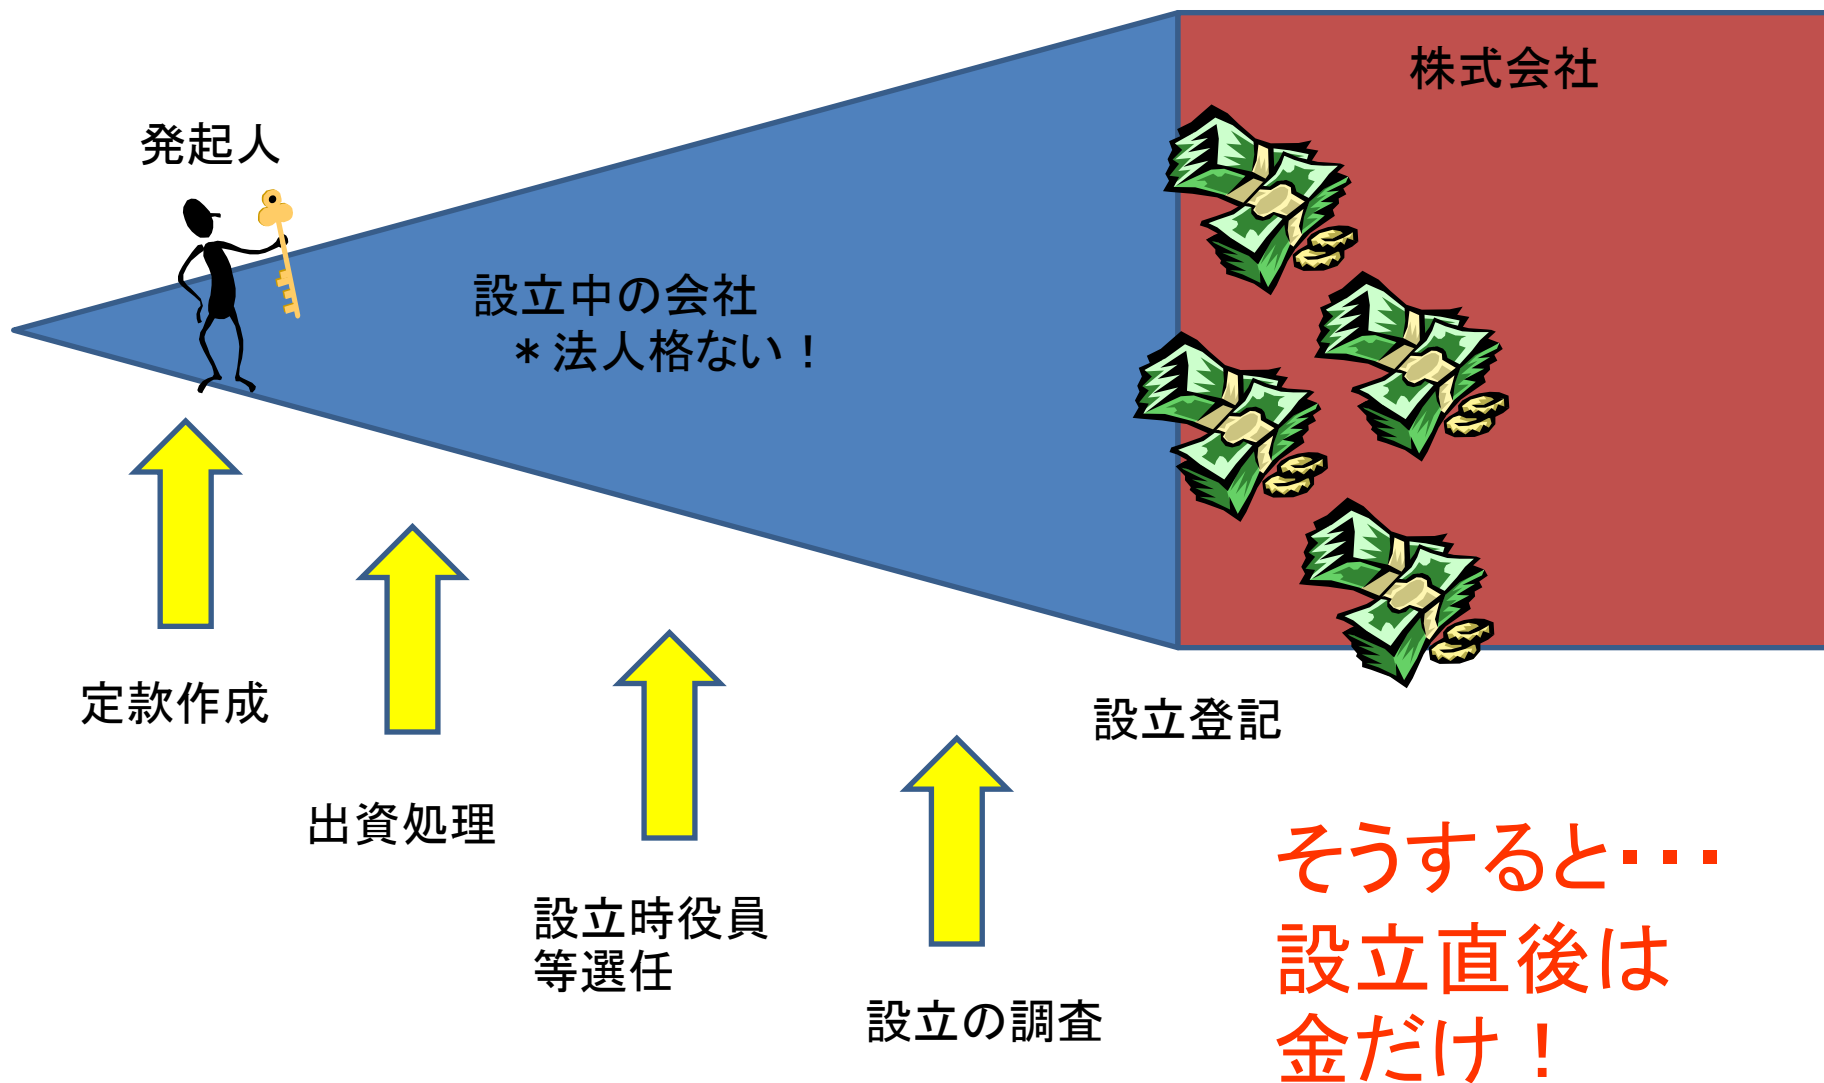 株式会社
発起人
設立中の会社
＊法人格ない！
定款作成
出資処理
設立時役員
等選任
設立の調査
設立登記
そうすると・・・
設立直後は
金だけ！